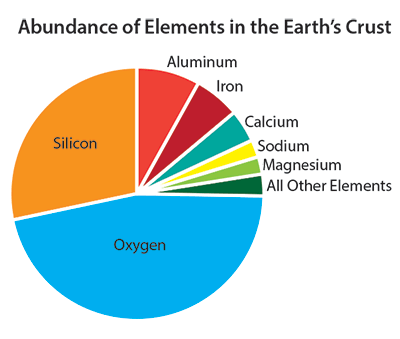 Abundance of Elements in the Earth's Crust
Aluminum
Iron
Calcium
Sodium
Magnesium
All Other Elements
Silicon
Oxygen